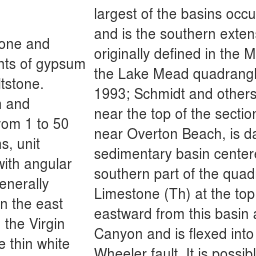 one and
nts of gypsum
tstone.
and
rom 1 to 50
s, unit
with angular
enerally
n the east
the Virgin
e thin white
largest of the basins occu
and is the southern exten
originally defined in the M
the Lake Mead quadrangl
1993; Schmidt and others
near the top of the section
near Overton Beach, is da
sedimentary basin centere
southern part of the quad
Limestone (Th) at the top
eastward from this basin a
Canyon and is flexed into
Wheeler fault. It is possibl